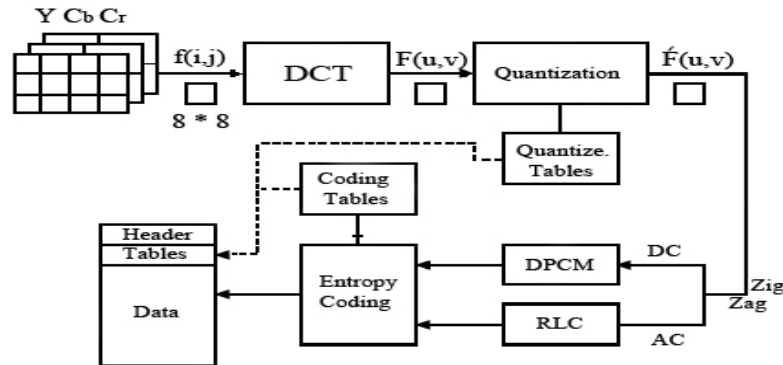 Y Cb Cr
f(i,j)
8 * 8
DCT
F(u,v)
Quantization
F́(u,v)
Quantize.
Tables
Coding
Tables
Header
Tables
Data
Entropy
Coding
DPCM
DC
RLC
AC
Zig
Zag